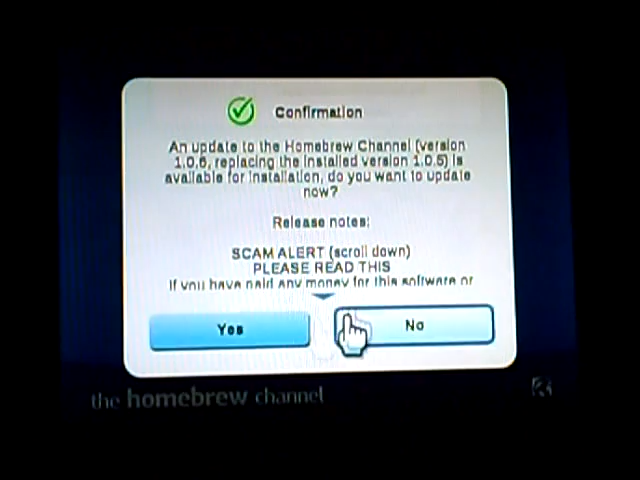 Confirmation
An update to the Homebrew Channel (version
1.0.6, replacing the installed version 1.0.5) is
available for installation, do you want to update
now?
Release notes:
SCAM ALERT (scroll down)
PLEASE READ THIS
If you have paid any money for this software or
Yes
No
the homebrew channel